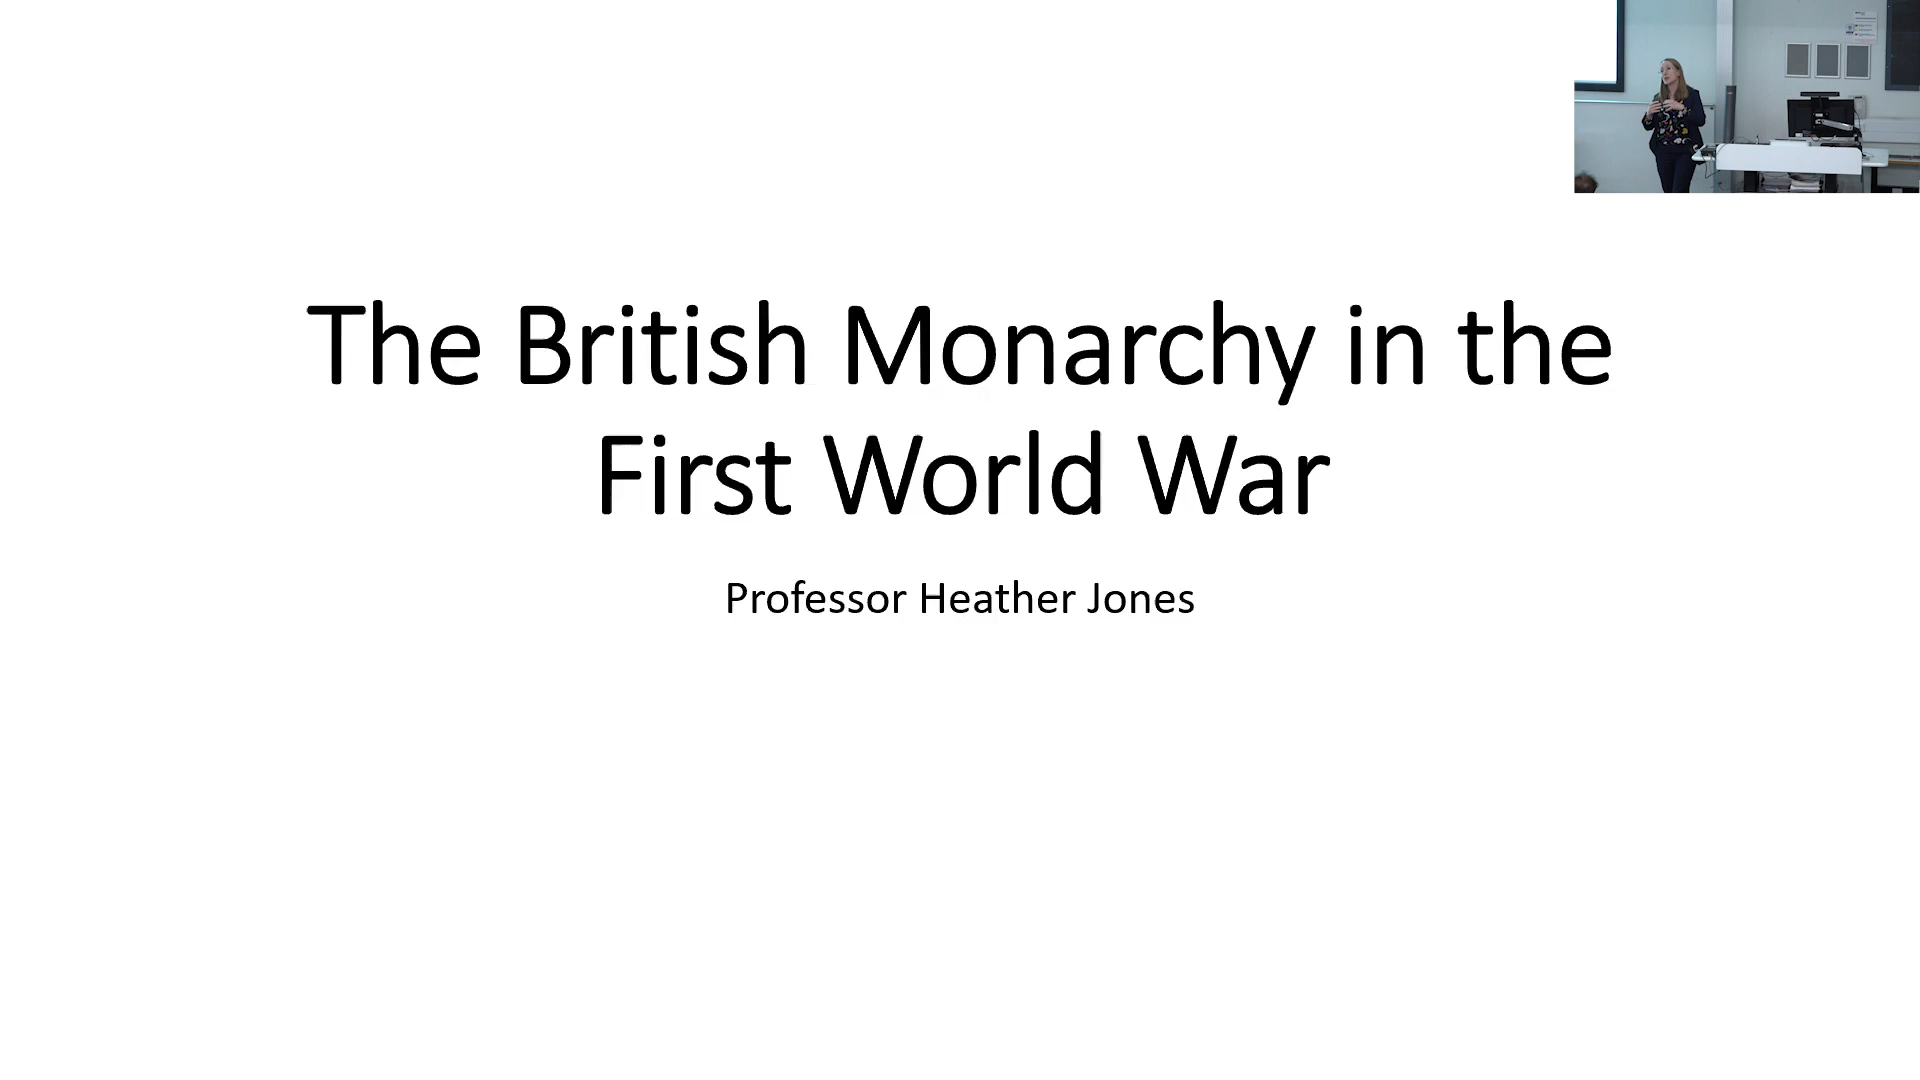 The British Monarchy in the
First World War
Professor Heather Jones